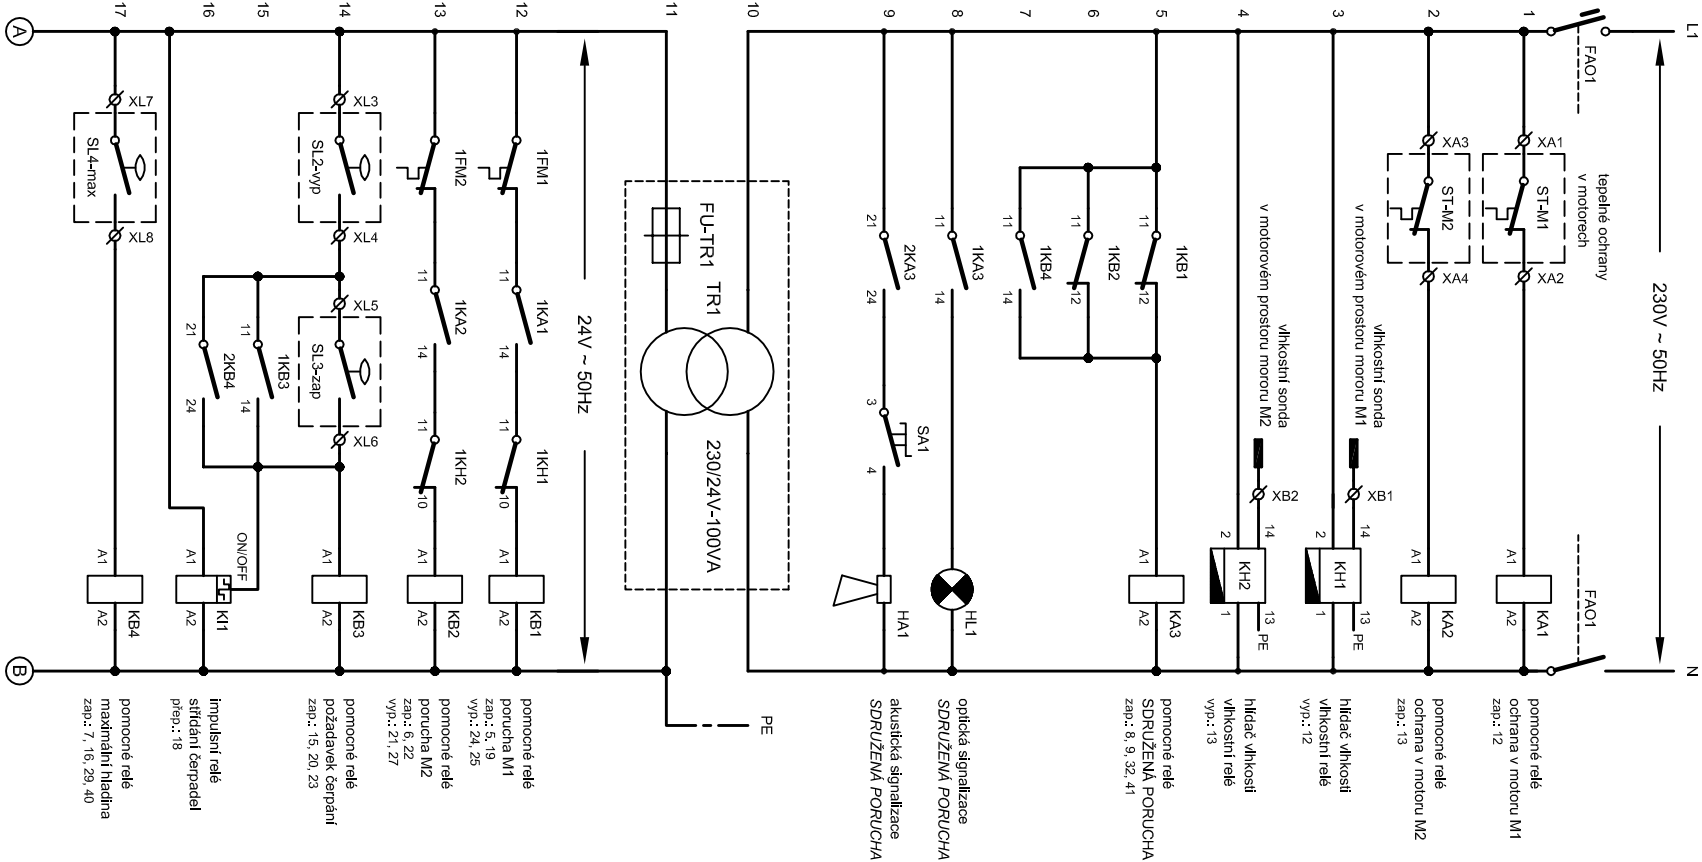 L1
230V ~ 50Hz
N
FAO1
FAO1
1
tepelné ochrany
v motorech
XA1
ST-M1
XA2
A1
KA1
A2
pomocné relé
ochrana v motoru M1
zap.: 12
2
XA3
ST-M2
XA4
A1
KA2
A2
pomocné relé
ochrana v motoru M2
zap.: 13
3
vlhkostní sonda
v motorovém prostoru mororu M1
XB1
14
2
KH1
1
13
PE
hlídač vlhkosti
vlhkostní relé
vyp.: 12
4
vlhkostní sonda
v motorovém prostoru mororu M2
XB2
14
2
KH2
1
13
PE
hlídač vlhkosti
vlhkostní relé
vyp.: 13
5
11
1KB1
12
A1
KA3
A2
pomocné relé
SDRUŽENÁ PORUCHA
zap.: 8, 9, 32, 41
6
11
1KB2
12
7
11
1KB4
14
8
11
1KA3
14
HL1
optická signalizace
SDRUŽENÁ PORUCHA
9
21
2KA3
24
3
SA1
4
HA1
akustická signalizace
SDRUŽENÁ PORUCHA
10
11
FU-TR1
TR1
230/24V-100VA
PE
24V ~ 50Hz
12
1FM1
11
1KA1
14
11
1KH1
10
A1
KB1
A2
pomocné relé
porucha M1
zap.: 5, 19
vyp.: 24, 25
13
1FM2
11
1KA2
14
11
1KH2
10
A1
KB2
A2
pomocné relé
porucha M2
zap.: 6, 22
vyp.: 21, 27
14
XL3
SL2-vyp
XL4
XL5
SL3-zap
XL6
A1
KB3
A2
pomocné relé
požadavek čerpání
zap.: 15, 20, 23
15
11
1KB3
14
ON/OFF
16
21
2KB4
24
A1
KI1
A2
impulsní relé
střídání čerpadel
přep.: 18
17
XL7
SL4-max
XL8
A1
KB4
A2
pomocné relé
maximální hladina
zap.: 7, 16, 29, 40
A
B